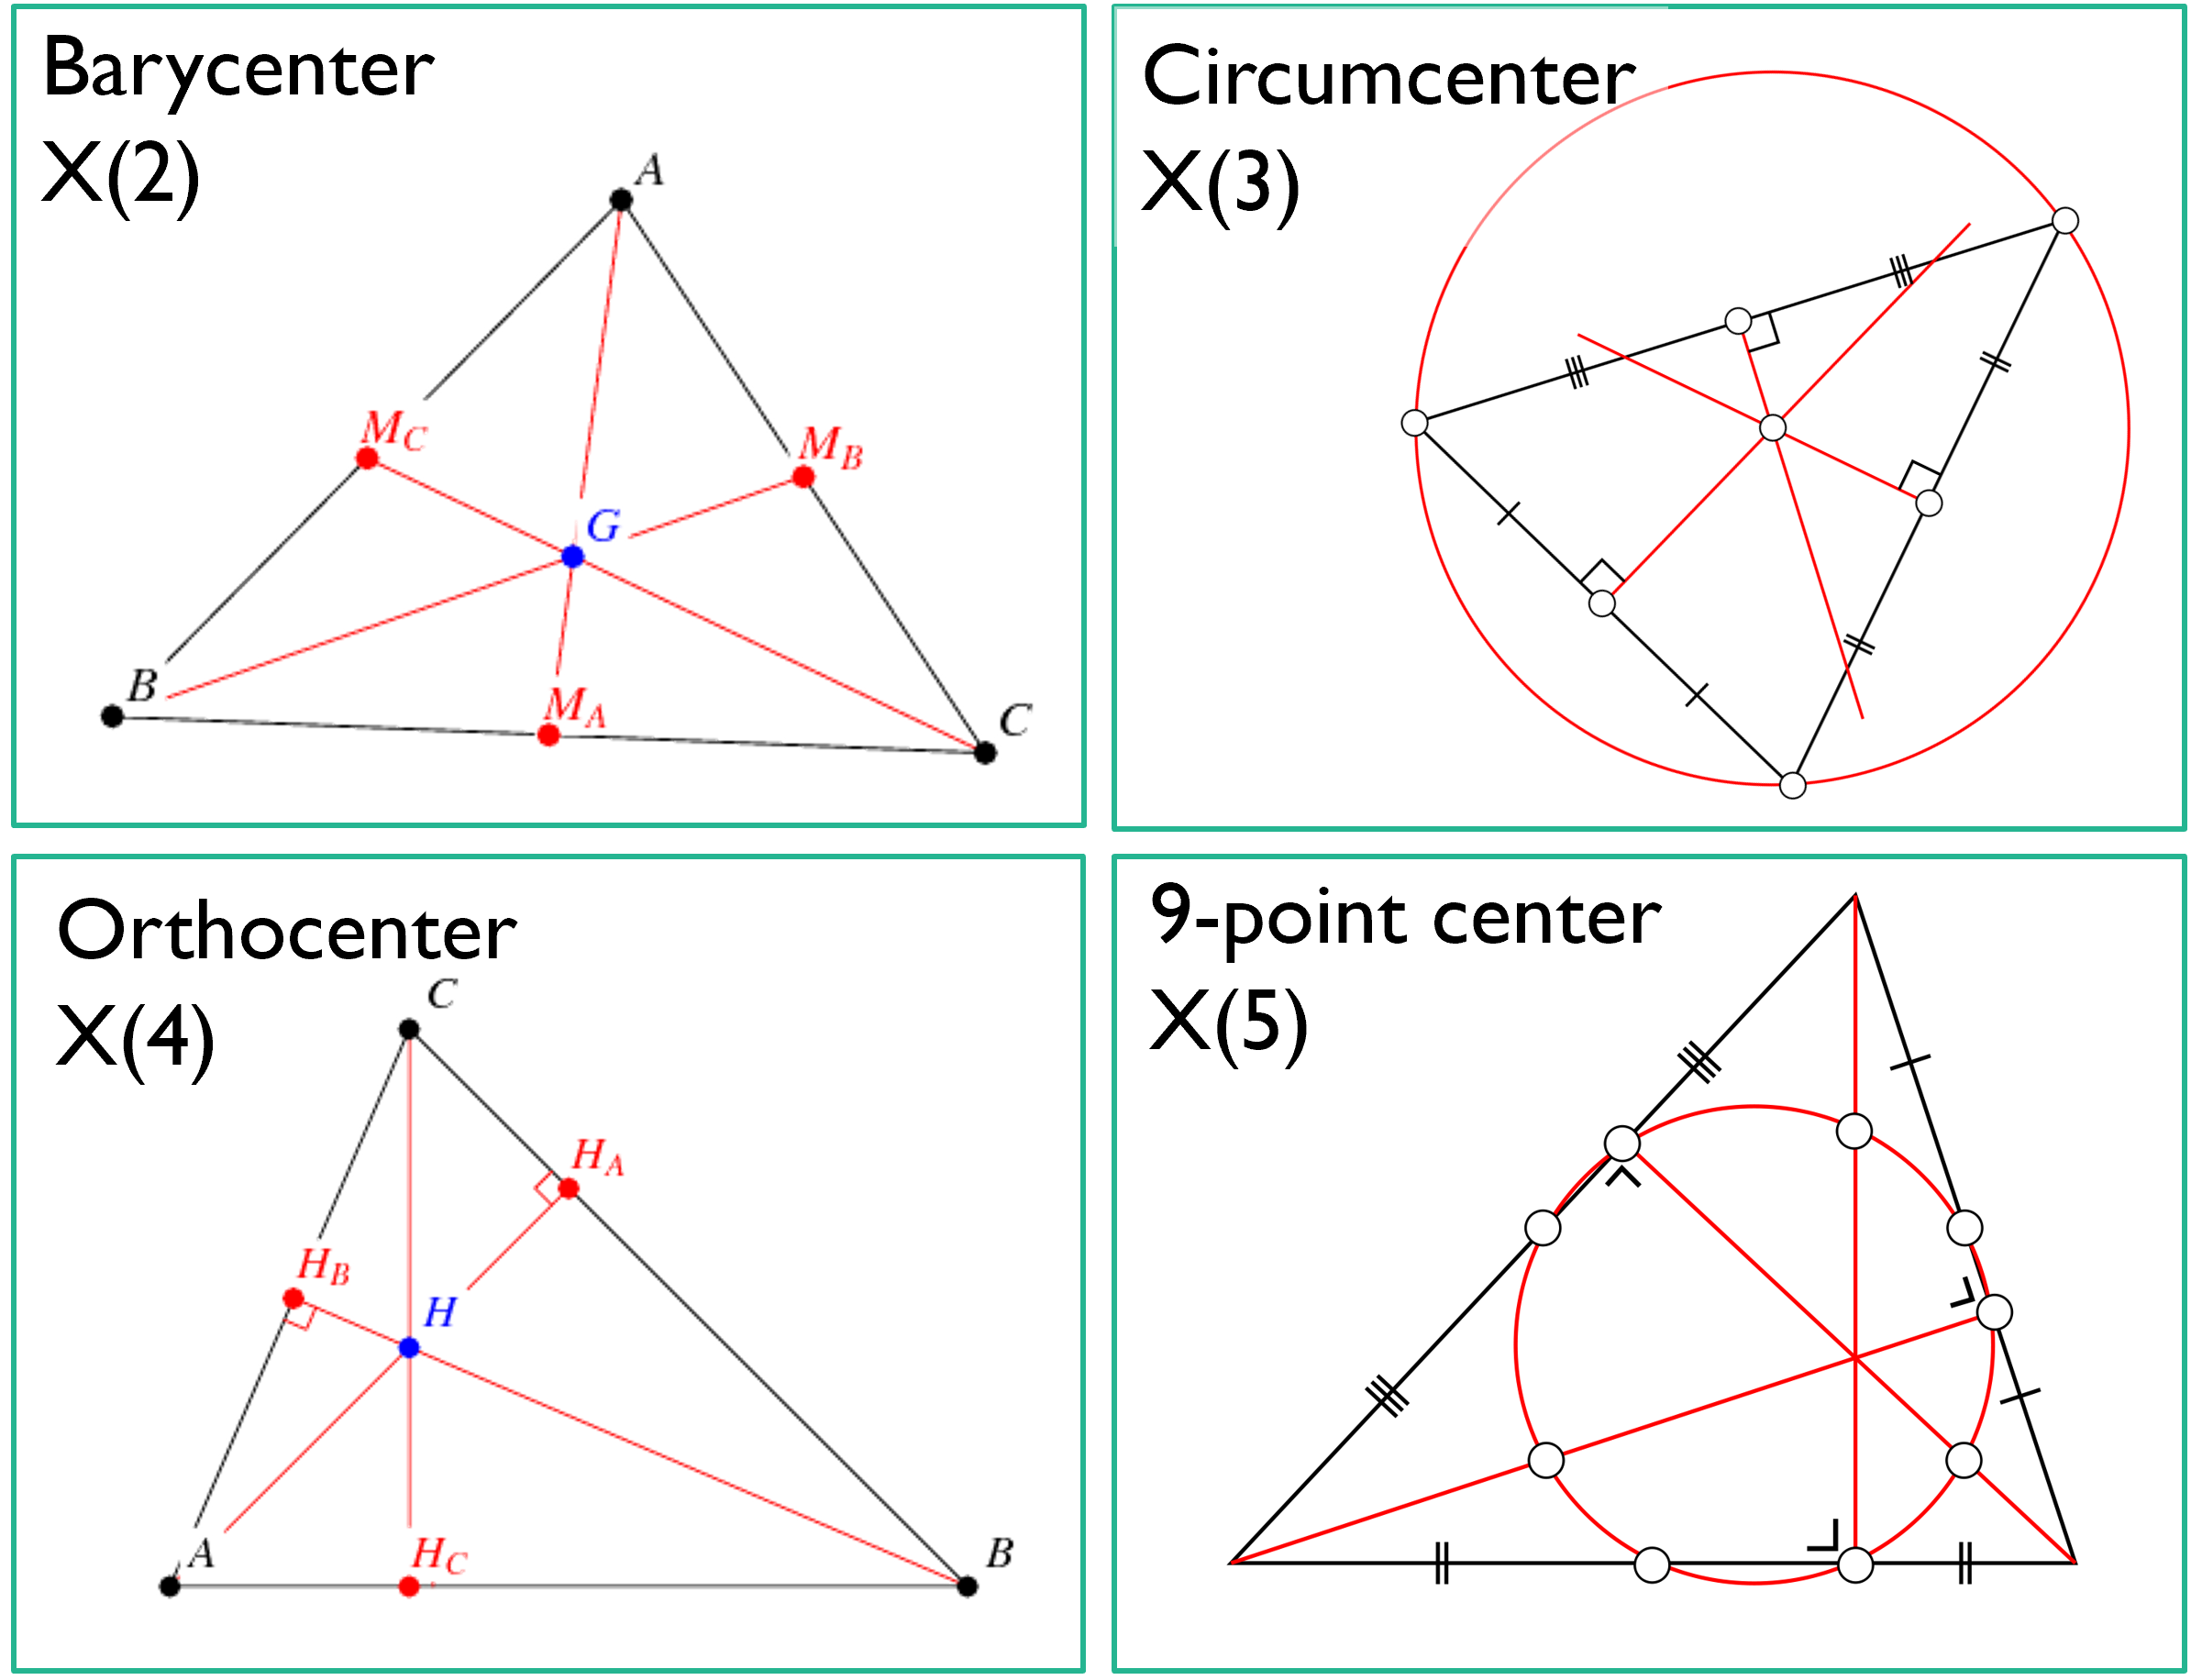 Barycenter
X(2)
A
M_C
M_B
G
B
M_A
C
Circumcenter
X(3)
Orthocenter
X(4)
C
H_A
H_B
H
A
H_C
B
9-point center
X(5)